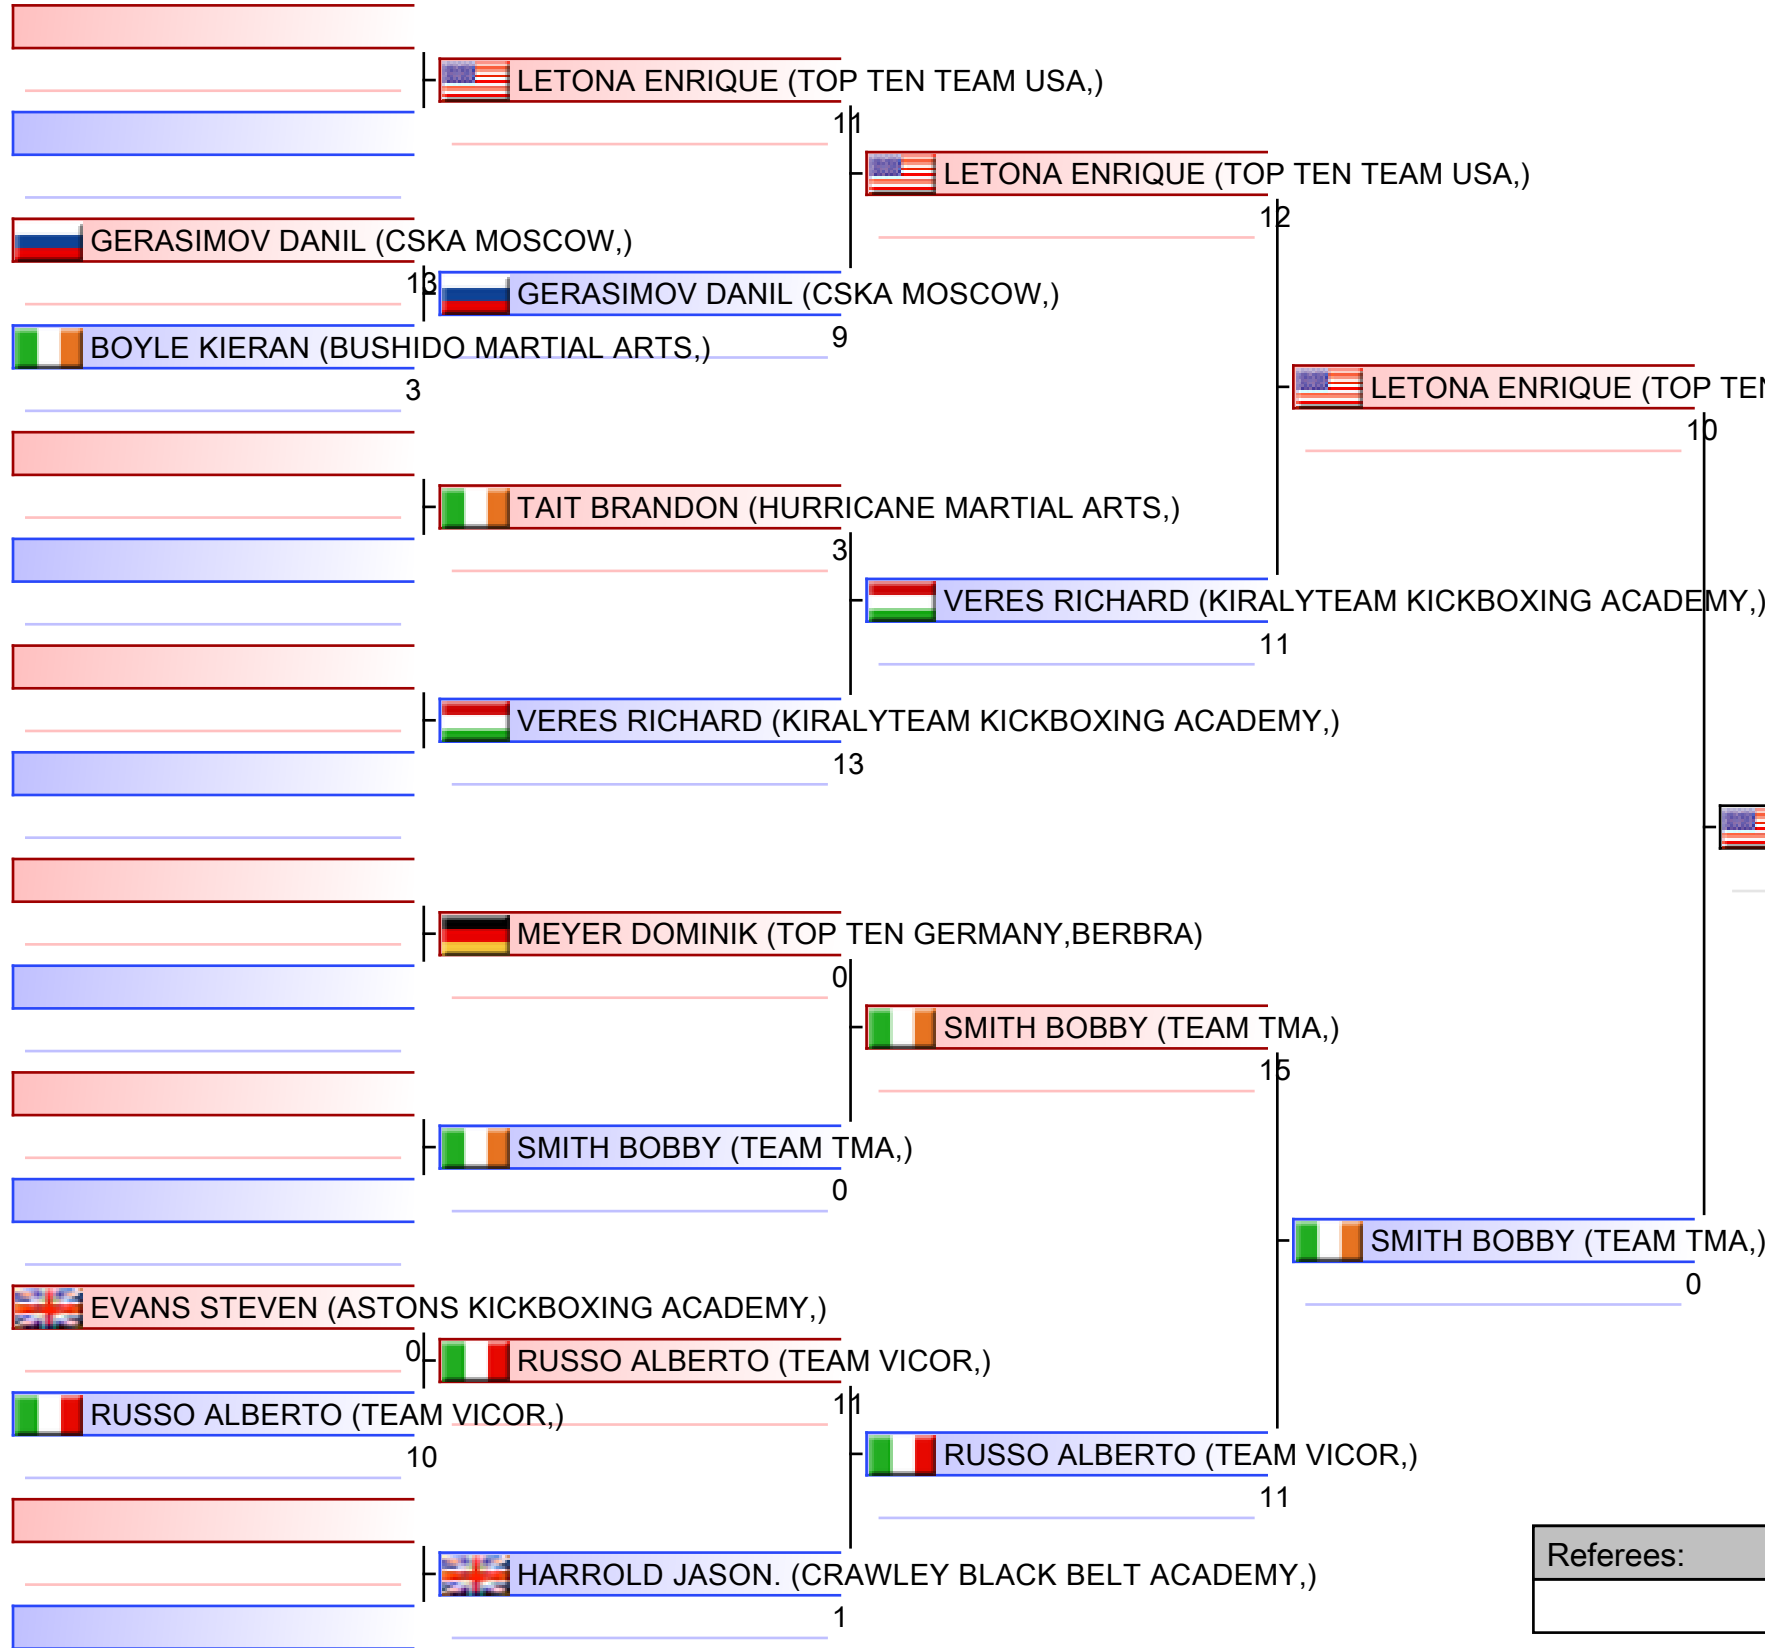 LETONA ENRIQUE (TOP TEN TEAM USA,)
11
LETONA ENRIQUE (TOP TEN TEAM USA,)
12
GERASIMOV DANIL (CSKA MOSCOW,)
13
GERASIMOV DANIL (CSKA MOSCOW,)
9
BOYLE KIERAN (BUSHIDO MARTIAL ARTS,)
3
LETONA ENRIQUE (TOP TEN
10
TAIT BRANDON (HURRICANE MARTIAL ARTS,)
3
VERES RICHARD (KIRALYTEAM KICKBOXING ACADEMY,)
11
VERES RICHARD (KIRALYTEAM KICKBOXING ACADEMY,)
13
MEYER DOMINIK (TOP TEN GERMANY,BERBRA)
0
SMITH BOBBY (TEAM TMA,)
15
SMITH BOBBY (TEAM TMA,)
0
SMITH BOBBY (TEAM TMA,)
0
EVANS STEVEN (ASTONS KICKBOXING ACADEMY,)
0
RUSSO ALBERTO (TEAM VICOR,)
11
RUSSO ALBERTO (TEAM VICOR,)
10
RUSSO ALBERTO (TEAM VICOR,)
11
HARROLD JASON. (CRAWLEY BLACK BELT ACADEMY,)
1
Referees: